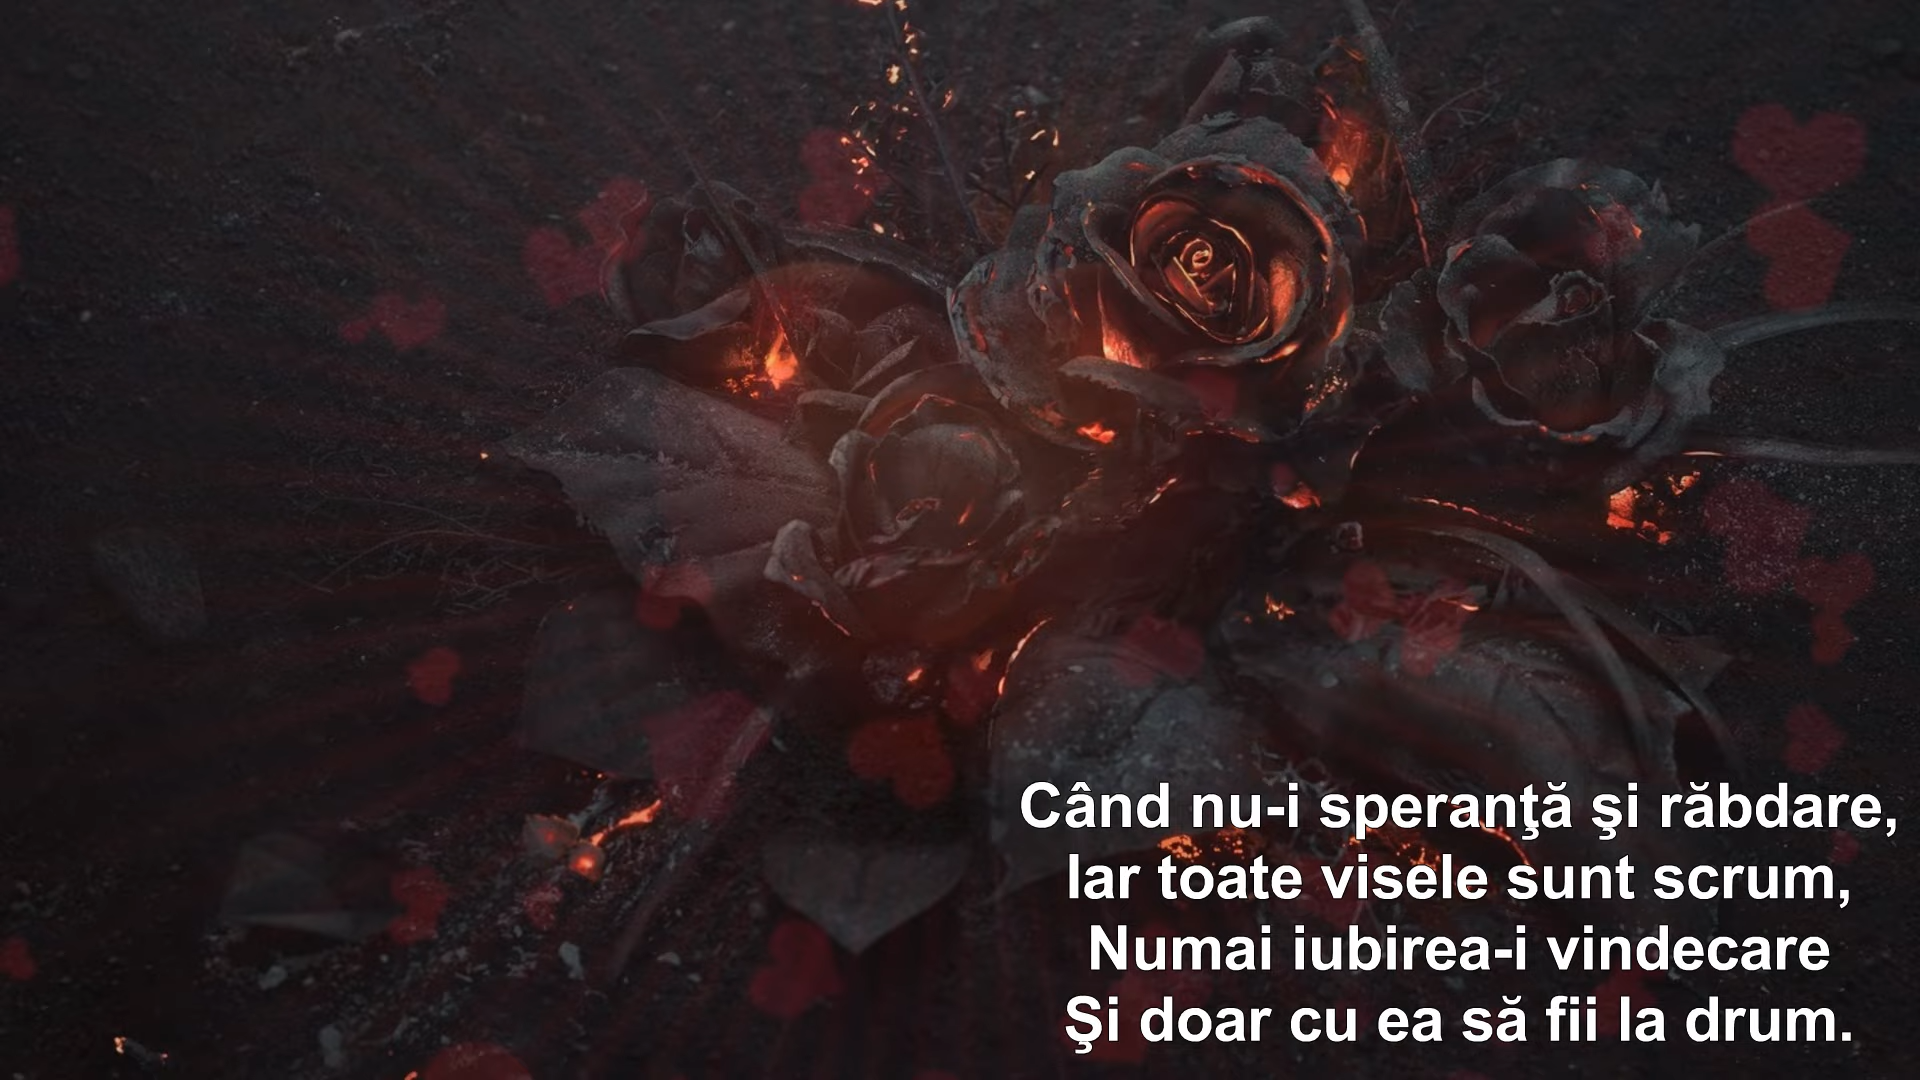 Când nu-i speranţă şi răbdare,
Iar toate visele sunt scrum,
Numai iubirea-i vindecare
Şi doar cu ea să fii la drum.